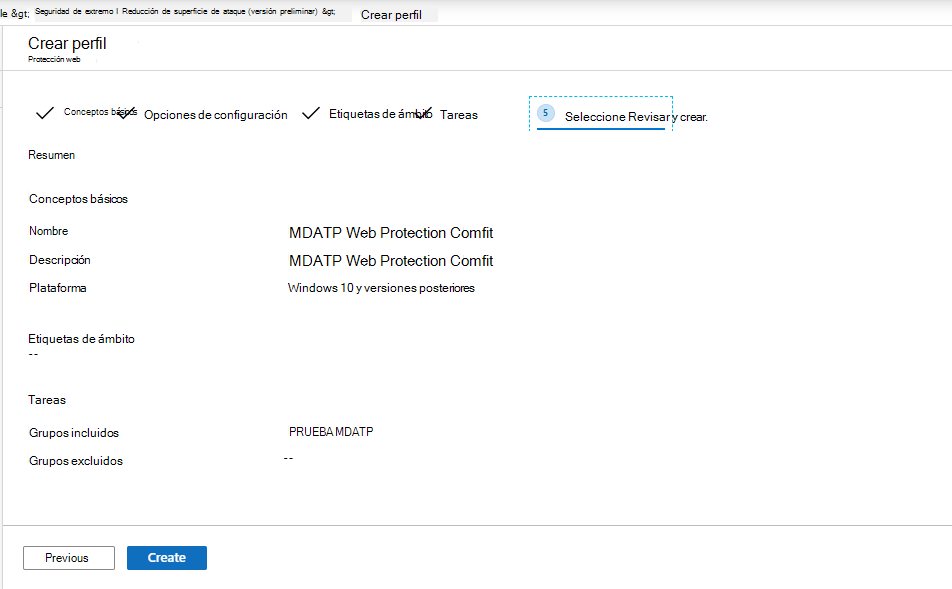 le &gt; Seguridad de extremo I Reducción de superficie de ataque (versión preliminar) &gt; Crear perfil
Crear perfil
Protección web
Conceptos básicos Opciones de configuración Etiquetas de ámbito Tareas 5 Seleccione Revisar y crear.
Resumen
Conceptos básicos
Nombre MDATP Web Protection Comfit
Descripción MDATP Web Protection Comfit
Plataforma Windows 10 y versiones posteriores
Etiquetas de ámbito
--
Tareas
Grupos incluidos PRUEBA MDATP
Grupos excluidos --
Previous Create